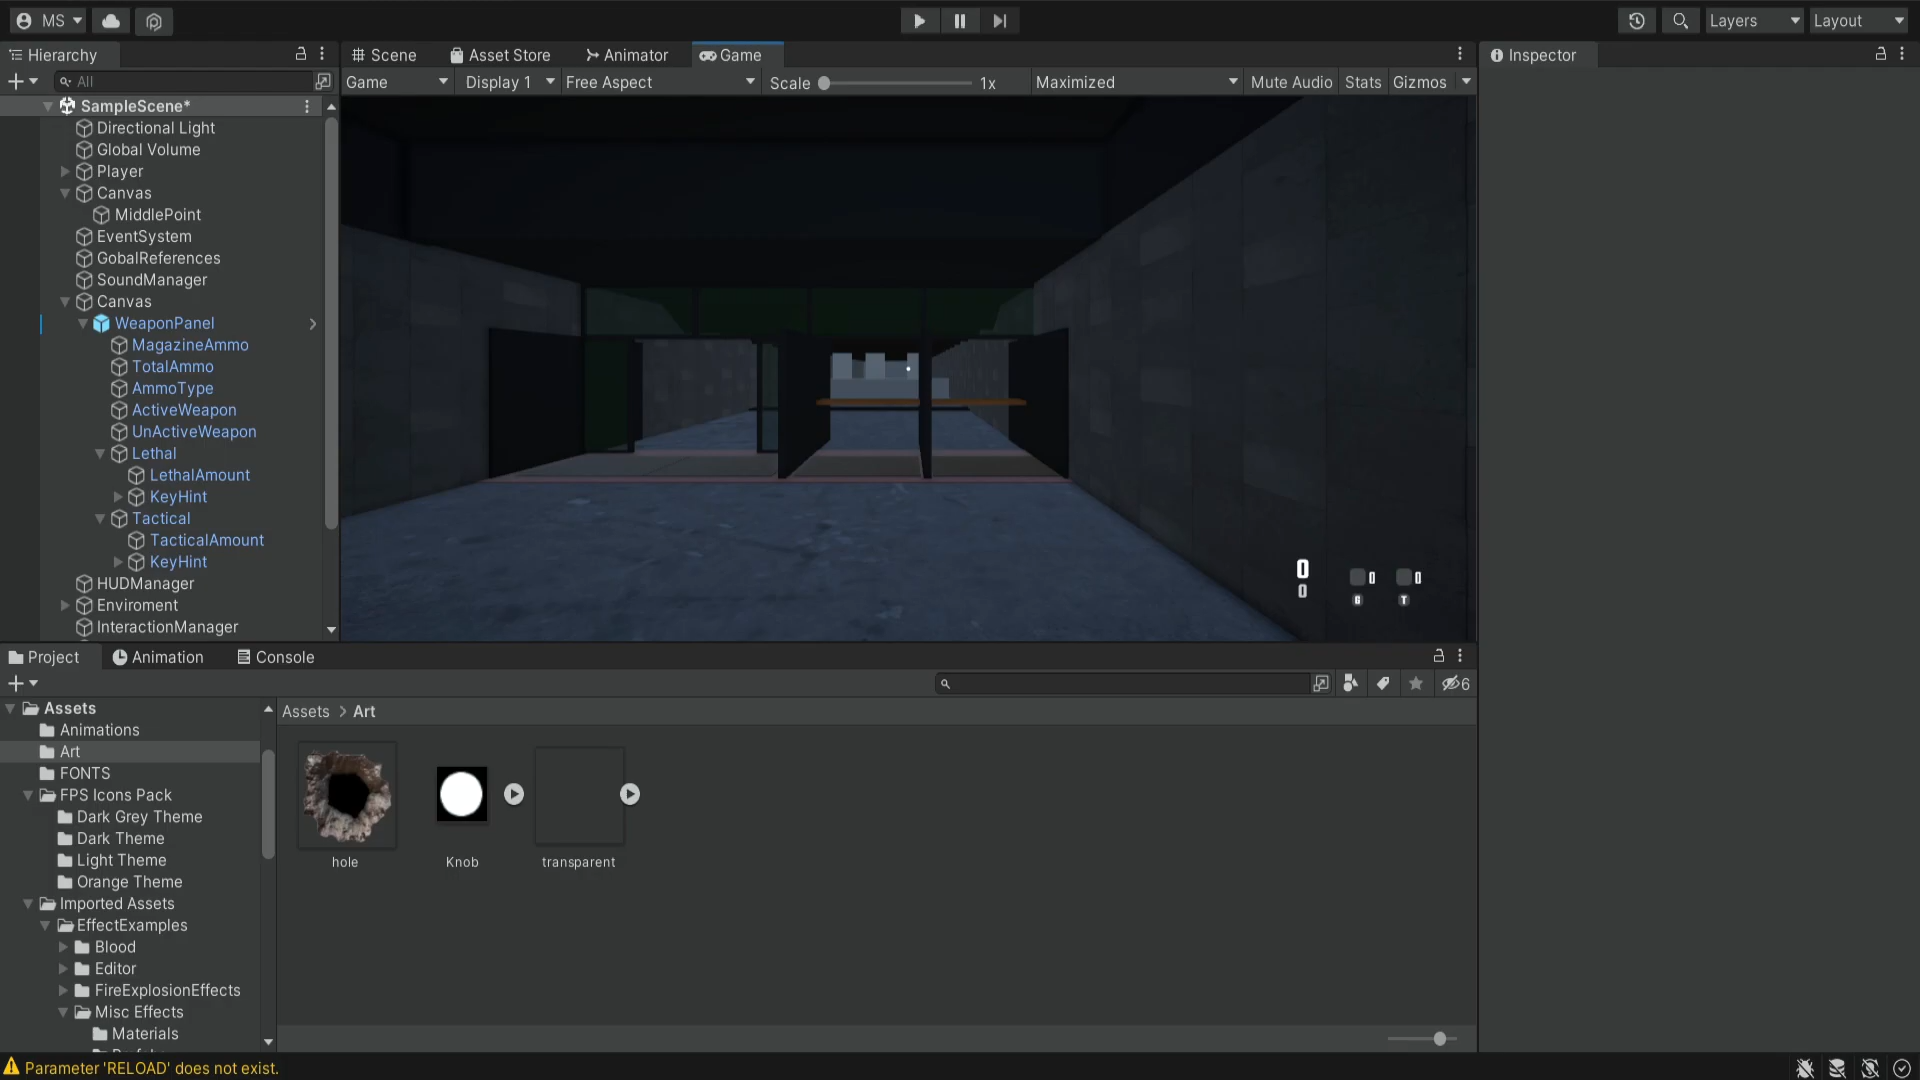 MS
Layers
Layout
Hierarchy
Scene
Asset Store
Animator
Game
Inspector
All
Game
Display 1
Free Aspect
Scale
1x
Maximized
Mute Audio
Stats
Gizmos
SampleScene*
Directional Light
Global Volume
Player
Canvas
MiddlePoint
EventSystem
GobalReferences
SoundManager
Canvas
WeaponPanel
MagazineAmmo
TotalAmmo
AmmoType
ActiveWeapon
UnActiveWeapon
Lethal
LethalAmount
KeyHint
Tactical
TacticalAmount
KeyHint
HUDManager
Enviroment
InteractionManager
0
0
0
0
G
T
Project
Animation
Console
6
Assets
Animations
Art
FONTS
FPS Icons Pack
Dark Grey Theme
Dark Theme
Light Theme
Orange Theme
Imported Assets
EffectExamples
Blood
Editor
FireExplosionEffects
Misc Effects
Materials
Assets > Art
hole
Knob
transparent
Parameter 'RELOAD' does not exist.